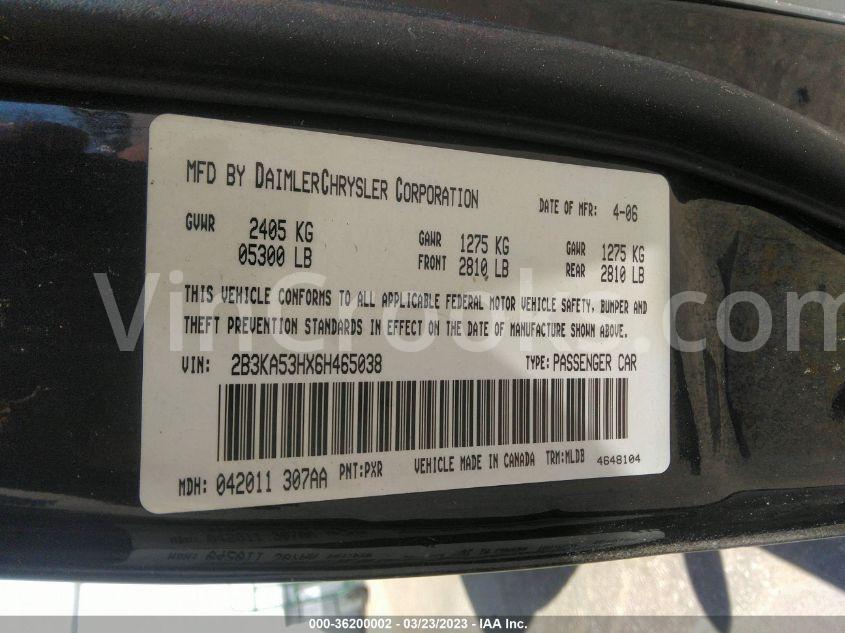 MFD BY DAIMLERCHRYSLER CORPORATION DATE OF MFR: 4-06
GVWR 2405 KG GAWR 1275 KG GAWR 1275 KG
05300 LB FRONT 2810 LB REAR 2810 LB
THIS VEHICLE CONFORMS TO ALL APPLICABLE FEDERAL MOTOR VEHICLE SAFETY, BUMPER AND
THEFT PREVENTION STANDARDS IN EFFECT ON THE DATE OF MANUFACTURE SHOWN ABOVE.
VIN: 2B3KA53HX6H465038 TYPE: PASSENGER CAR
MDH: 042011 307AA PNT:PXR VEHICLE MADE IN CANADA TRM:MLDB 4648104
VinCrooks.com
000-36200002 - 03/23/2023 - IAA Inc.